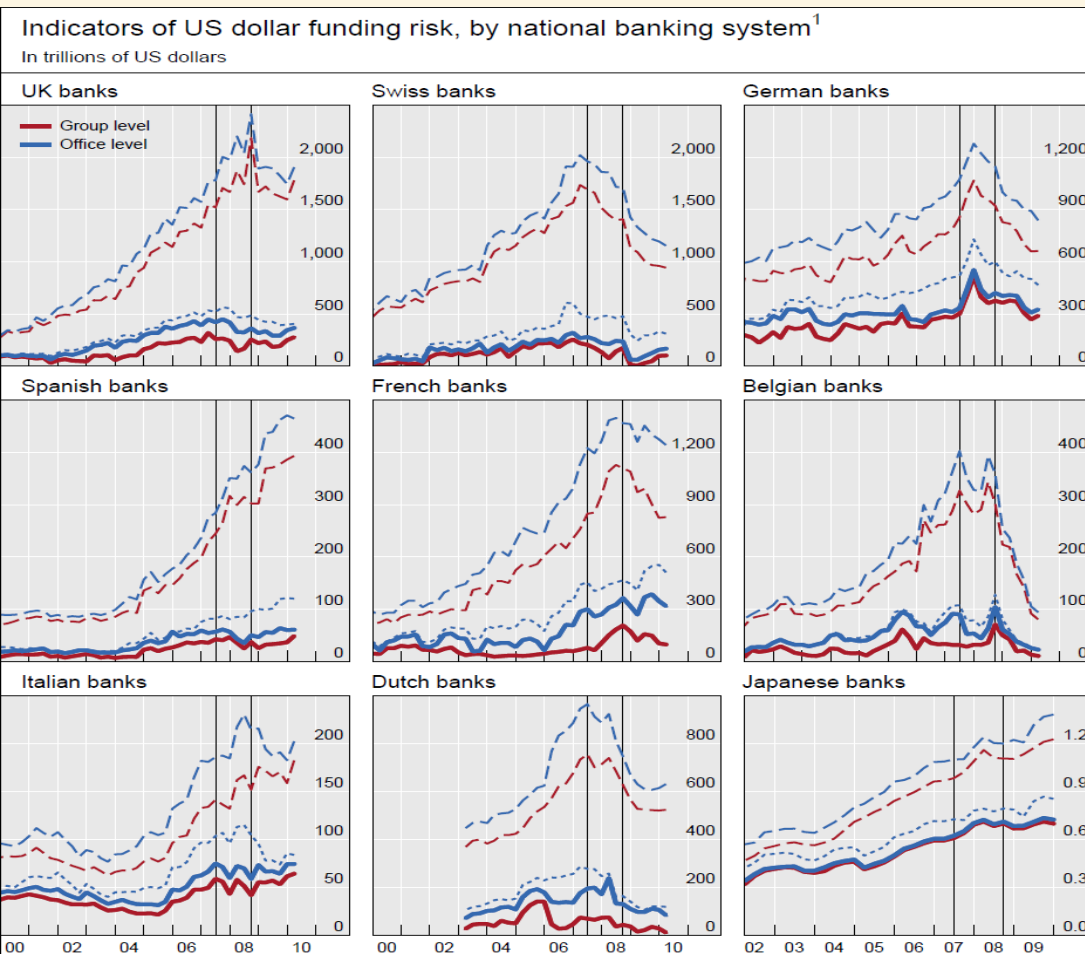 Indicators of US dollar funding risk, by national banking system1
In trillions of US dollars
UK banks
Group level
Office level
2,000
1,500
1,000
500
0
Swiss banks
2,000
1,500
1,000
500
0
German banks
1,200
900
600
300
0
Spanish banks
400
300
200
100
0
French banks
1,200
900
600
300
0
Belgian banks
400
300
200
100
0
Italian banks
200
150
100
50
0
00 02 04 06 08 10
Dutch banks
800
600
400
200
0
00 02 04 06 08 10
Japanese banks
1.2
0.9
0.6
0.3
0.0
02 03 04 05 06 07 08 09